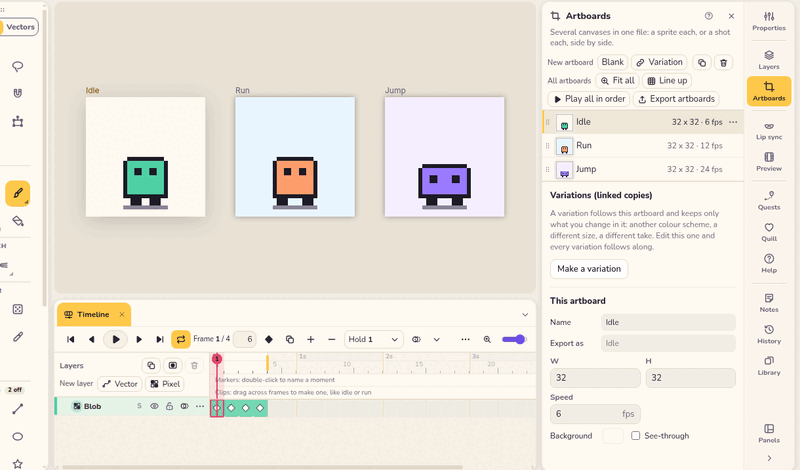 Vectors
CH
2 off
Idle
Run
Jump
Timeline
Frame 1 / 4
6
Hold 1
Layers
New layer
Vector
Pixel
1
5
1s
10
2s
15
3s
20
Markers: double-click to name a moment
Clips: drag across frames to make one, like idle or run
Blob
S
Artboards
Several canvases in one file: a sprite each, or a shot
each, side by side.
New artboard
Blank
Variation
All artboards
Fit all
Line up
Play all in order
Export artboards
Idle
32 x 32 · 6 fps
Run
32 x 32 · 12 fps
Jump
32 x 32 · 24 fps
Variations (linked copies)
A variation follows this artboard and keeps only
what you change in it: another colour scheme, a
different size, a different take. Edit this one and
every variation follows along.
Make a variation
This artboard
Name
Idle
Export as
Idle
W
H
32
32
Speed
6
fps
Background
See-through
Properties
Layers
Artboards
Lip sync
Preview
Quests
Quill
Help
Notes
History
Library
Panels